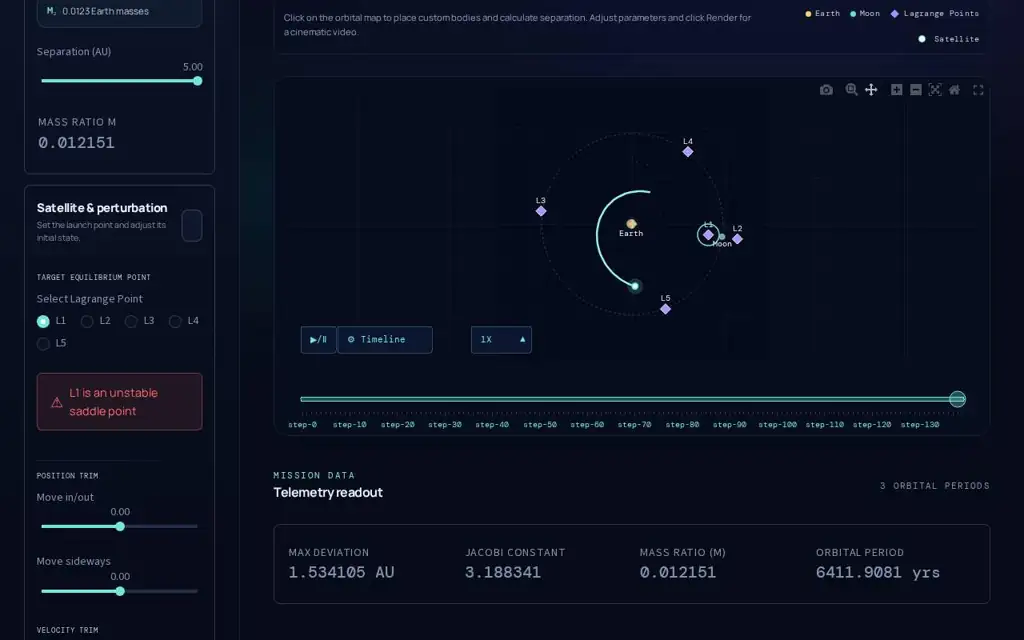 M₂ 0.0123 Earth masses
Separation (AU)
5.00
MASS RATIO Μ
0.012151
Satellite & perturbation
Set the launch point and adjust its
initial state.
TARGET EQUILIBRIUM POINT
Select Lagrange Point
L1 L2 L3 L4
L5
⚠ L1 is an unstable
saddle point
POSITION TRIM
Move in/out
0.00
Move sideways
0.00
VELOCITY TRIM
Click on the orbital map to place custom bodies and calculate separation. Adjust parameters and click Render for
a cinematic video.
Earth Moon Lagrange Points
Satellite
L4
L3
Earth
L1
L2
Moon
L5
▶/⏸ ⚙ Timeline 1X ▲
step-0 step-10 step-20 step-30 step-40 step-50 step-60 step-70 step-80 step-90 step-100 step-110 step-120 step-130
MISSION DATA
Telemetry readout
3 ORBITAL PERIODS
MAX DEVIATION JACOBI CONSTANT MASS RATIO (Μ) ORBITAL PERIOD
1.534105 AU 3.188341 0.012151 6411.9081 yrs